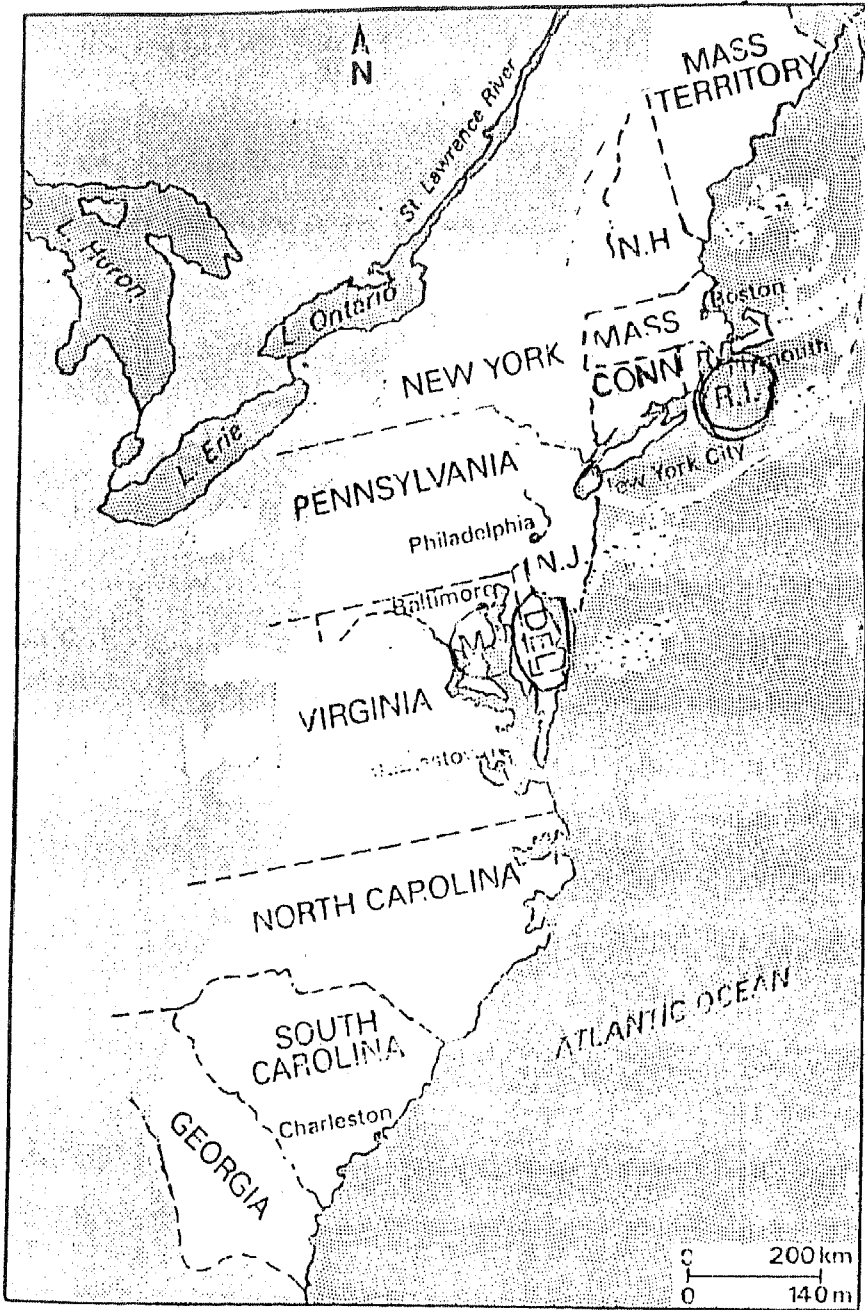 N
MASS
TERRITORY
St. Lawrence River
L. Huron
N.H
L. Ontario
Boston
MASS
NEW YORK
CONN
R.I.
L. Erie
New York City
PENNSYLVANIA
Philadelphia
N.J.
Baltimore
DEL
VIRGINIA
NORTH CAROLINA
ATLANTIC OCEAN
SOUTH
CAROLINA
Charleston
GEORGIA
0 200 km
0 140 m